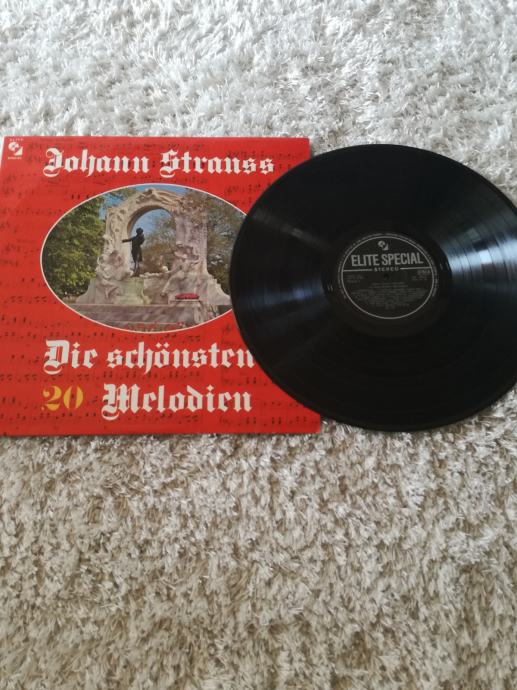 Johann Strauss
Die schönsten
20 Melodien
ELITE SPECIAL
STEREO